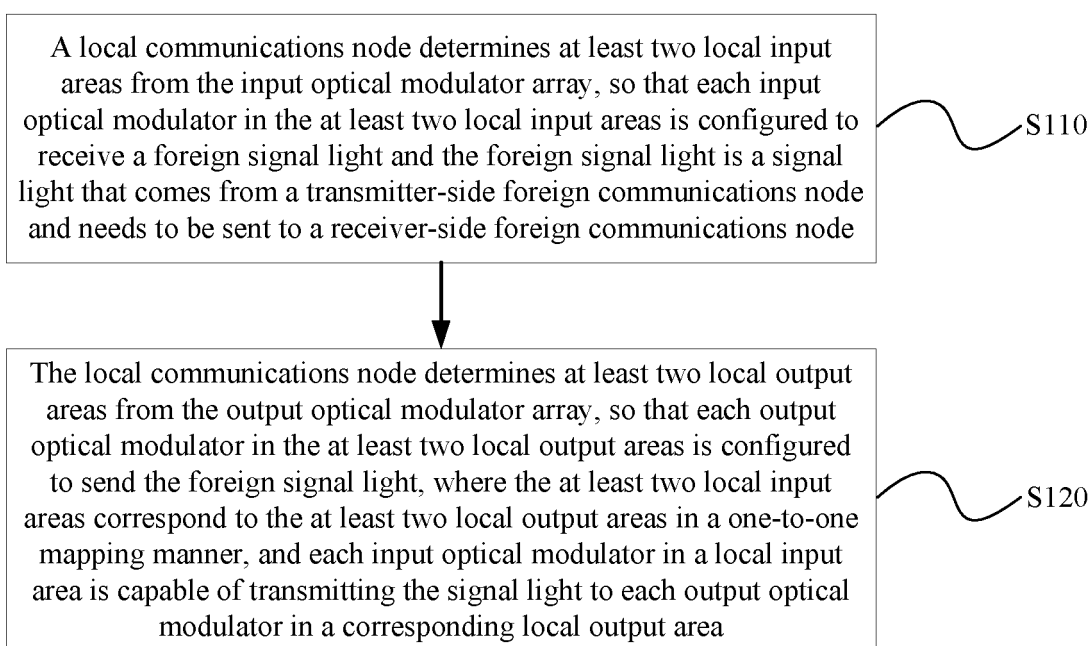 A local communications node determines at least two local input
areas from the input optical modulator array, so that each input
optical modulator in the at least two local input areas is configured to
receive a foreign signal light and the foreign signal light is a signal
light that comes from a transmitter-side foreign communications node
and needs to be sent to a receiver-side foreign communications node
S110
The local communications node determines at least two local output
areas from the output optical modulator array, so that each output
optical modulator in the at least two local output areas is configured
to send the foreign signal light, where the at least two local input
areas correspond to the at least two local output areas in a one-to-one
mapping manner, and each input optical modulator in a local input
area is capable of transmitting the signal light to each output optical
modulator in a corresponding local output area
S120